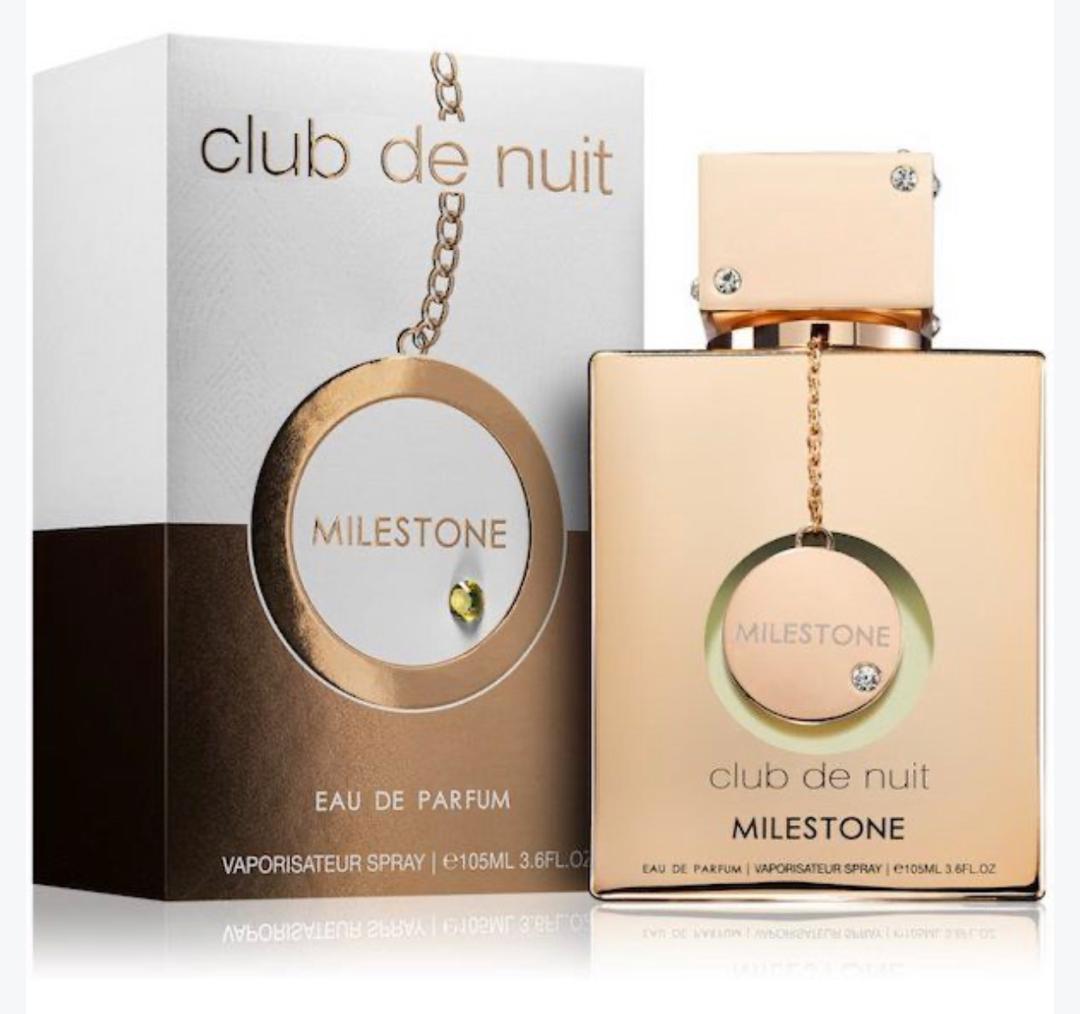 club de nuit
MILESTONE
EAU DE PARFUM
VAPORISATEUR SPRAY | ℮105ML 3.6FL.OZ
MILESTONE
club de nuit
MILESTONE
EAU DE PARFUM | VAPORISATEUR SPRAY | ℮105ML 3.6FL.OZ